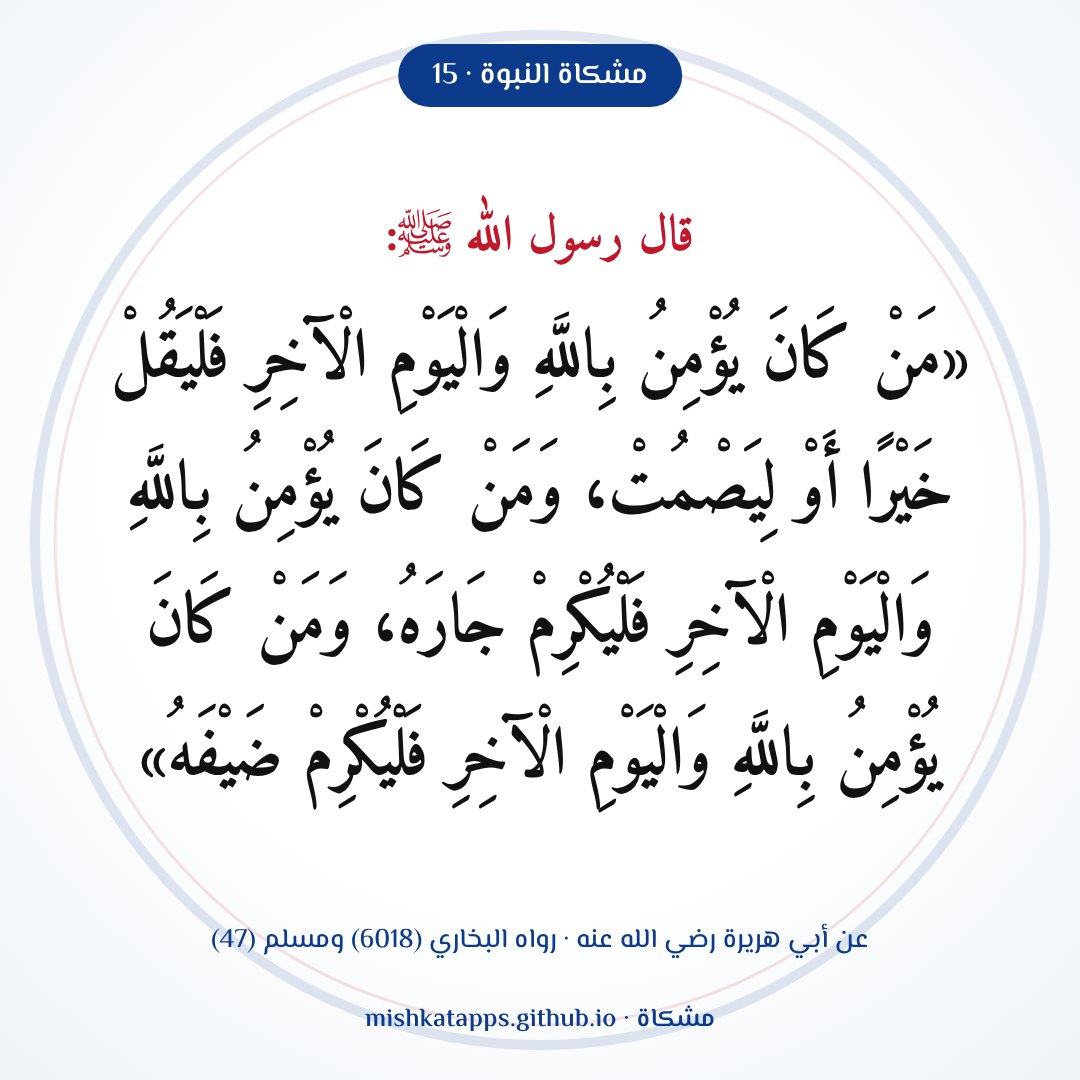 مشكاة النبوة · 15
قال رسول الله ﷺ:
«مَنْ كَانَ يُؤْمِنُ بِاللَّهِ وَالْيَوْمِ الْآخِرِ فَلْيَقُلْ
خَيْرًا أَوْ لِيَصْمُتْ، وَمَنْ كَانَ يُؤْمِنُ بِاللَّهِ
وَالْيَوْمِ الْآخِرِ فَلْيُكْرِمْ جَارَهُ، وَمَنْ كَانَ
يُؤْمِنُ بِاللَّهِ وَالْيَوْمِ الْآخِرِ فَلْيُكْرِمْ ضَيْفَهُ»
عن أبي هريرة رضي الله عنه · رواه البخاري (6018) ومسلم (47)
مشكاة · mishkatapps.github.io